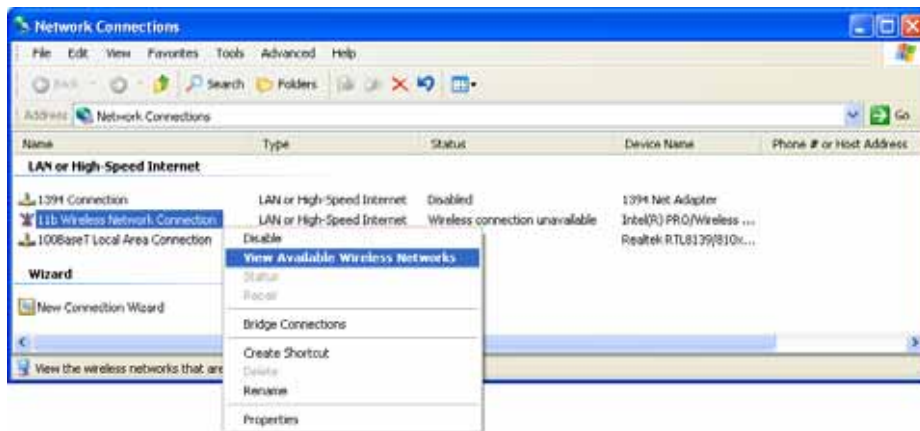 Network Connections
File Edit View Favorites Tools Advanced Help
Back Search Folders
Address Network Connections Go
Name Type Status Device Name Phone # or Host Address
LAN or High-Speed Internet
1394 Connection LAN or High-Speed Internet Disabled 1394 Net Adapter
11b Wireless Network Connection LAN or High-Speed Internet Wireless connection unavailable Intel(R) PRO/Wireless ...
100BaseT Local Area Connection Realtek RTL8139/810x...
Disable
View Available Wireless Networks
Status
Repair
Bridge Connections
Create Shortcut
Delete
Rename
Properties
Wizard
New Connection Wizard
View the wireless networks that are